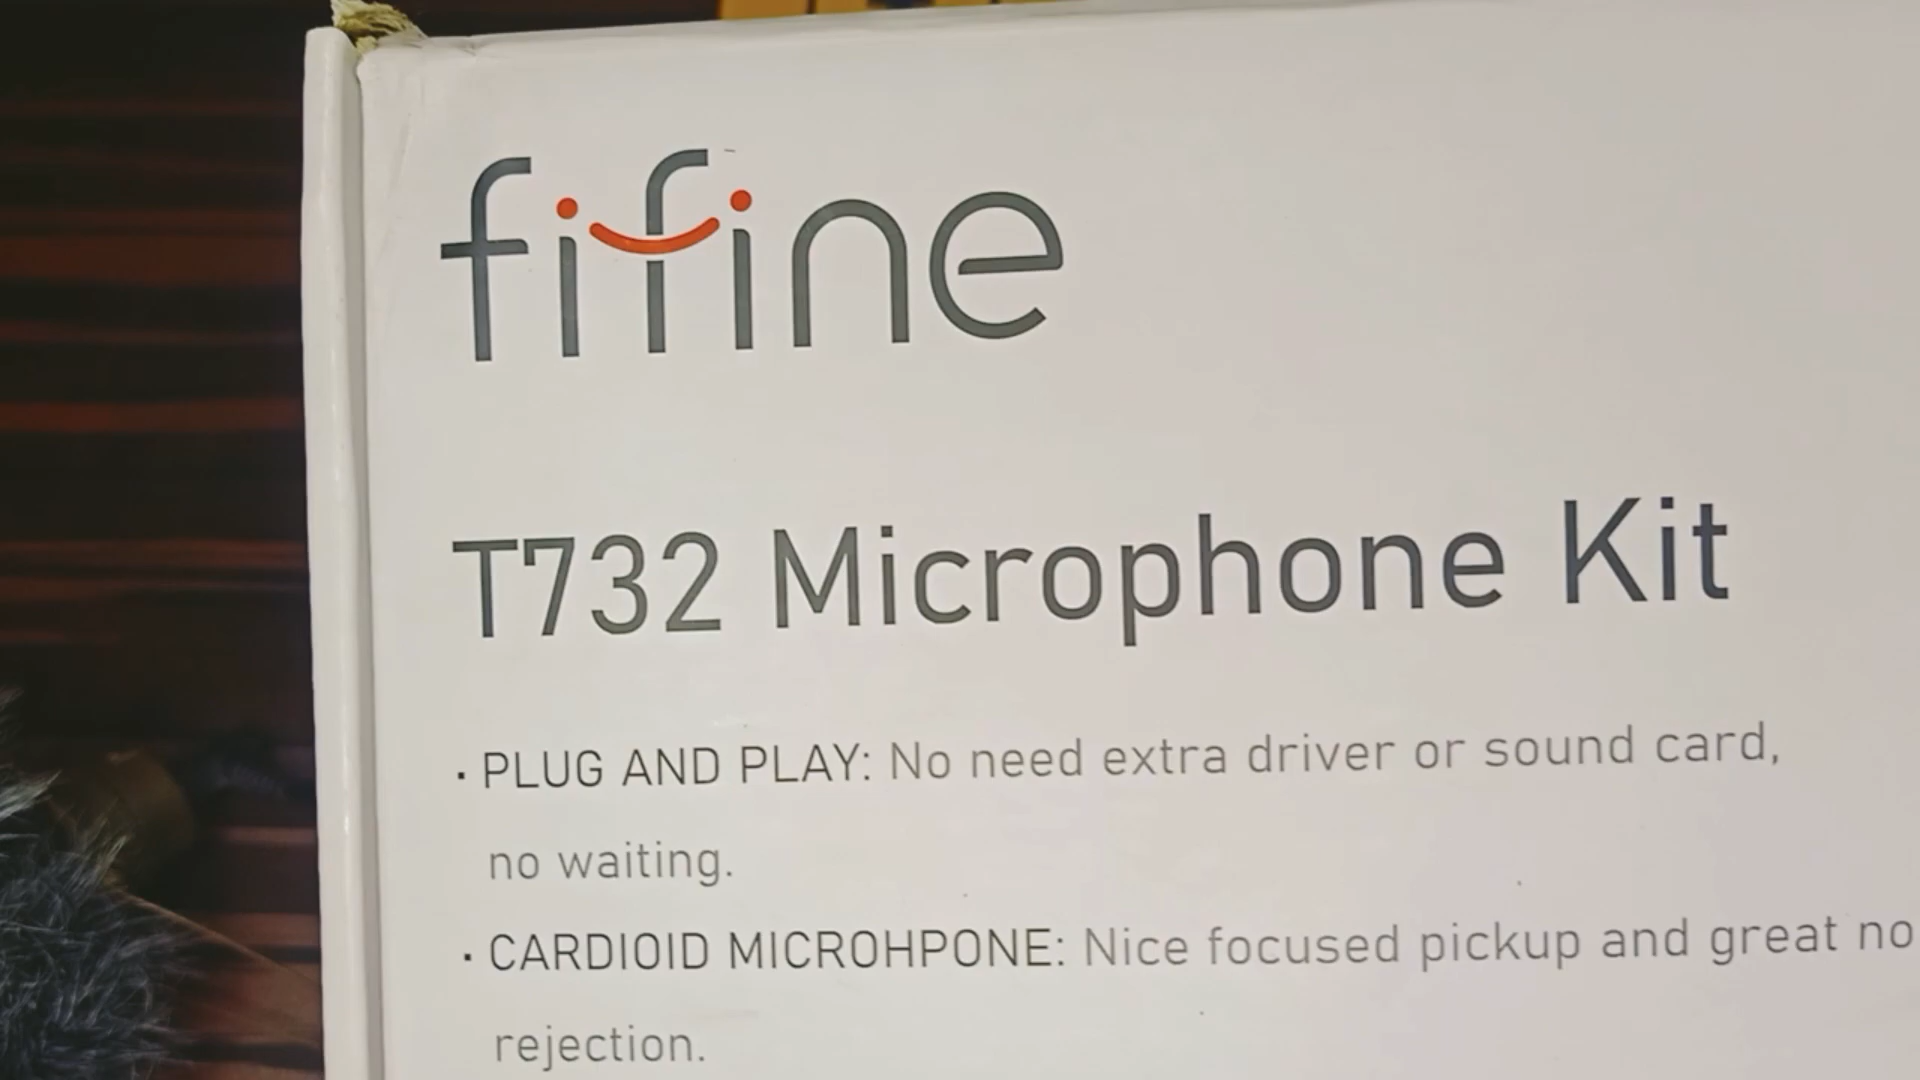 fifine
T732 Microphone Kit
· PLUG AND PLAY: No need extra driver or sound card,
no waiting.
· CARDIOID MICROHPONE: Nice focused pickup and great no
rejection.